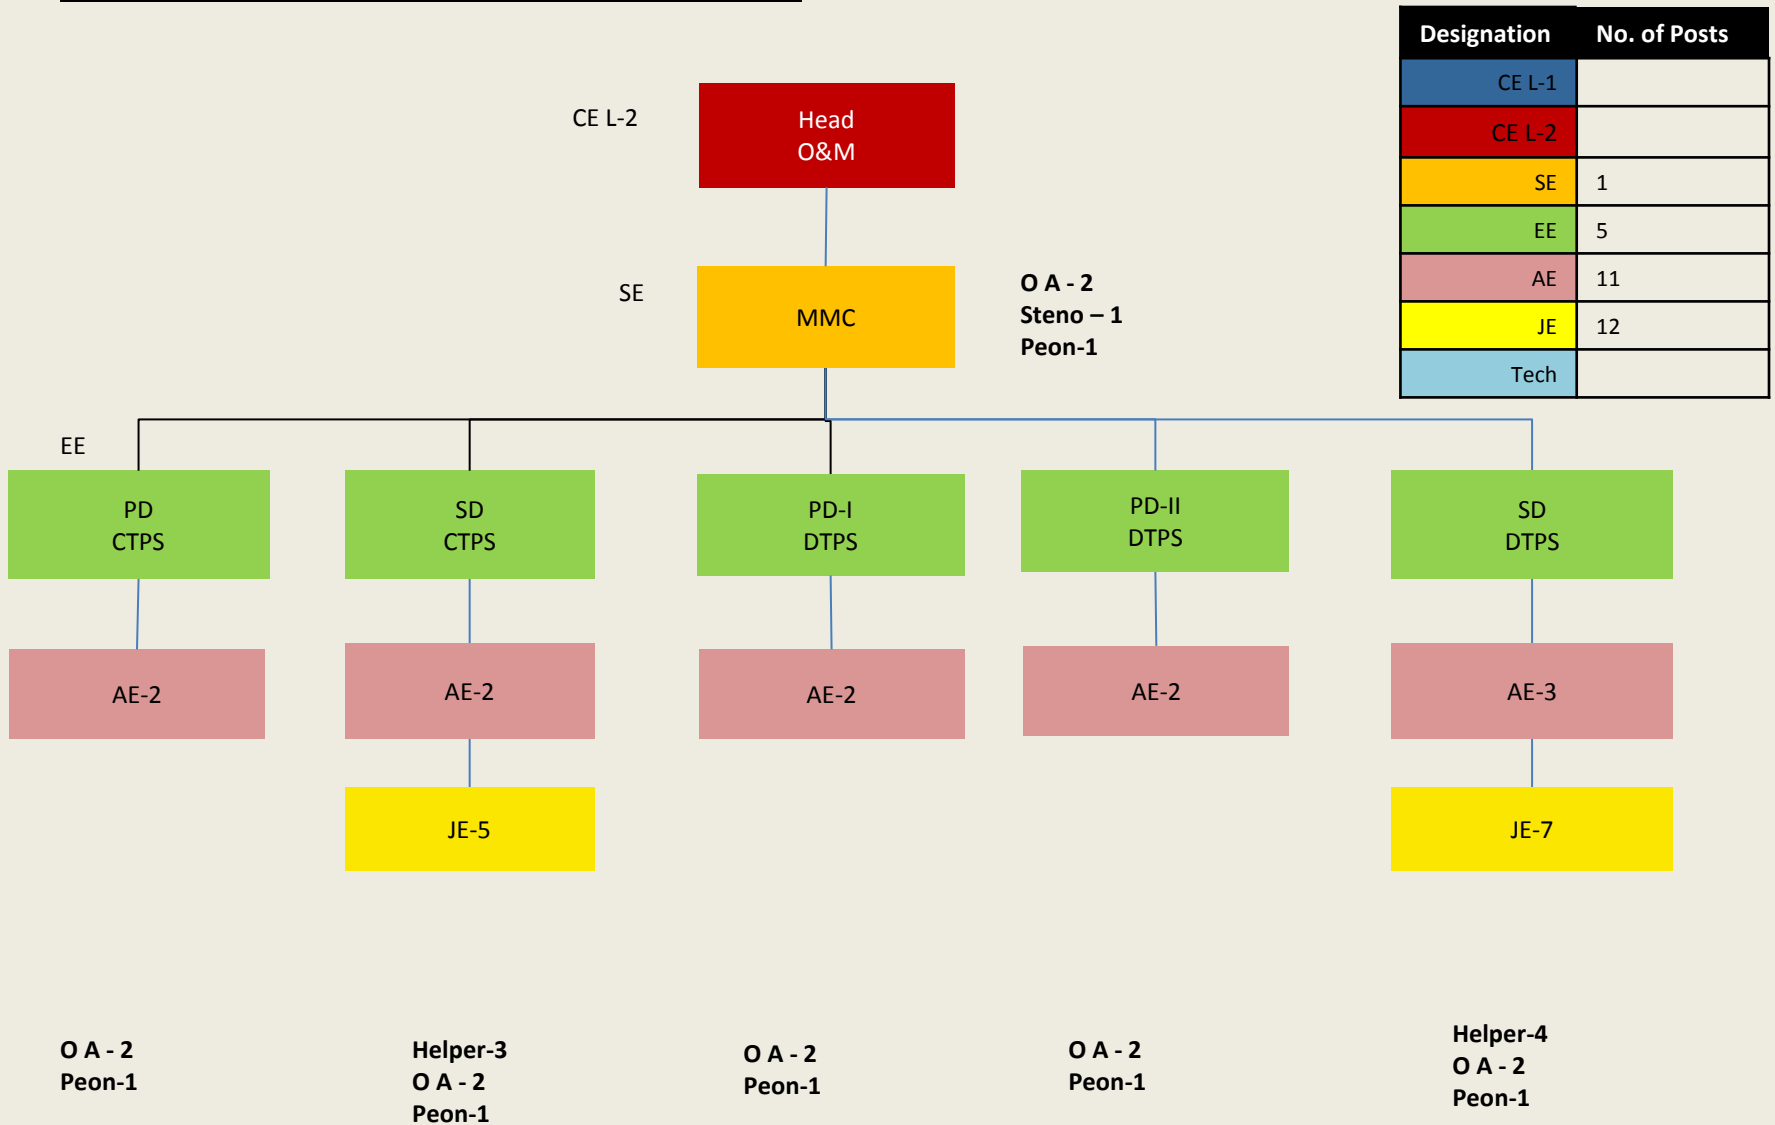 Designation No. of Posts
CE L-1
CE L-2
SE 1
EE 5
AE 11
JE 12
Tech
CE L-2
Head
O&M
SE
MMC
O A - 2
Steno – 1
Peon-1
EE
PD
CTPS
SD
CTPS
PD-I
DTPS
PD-II
DTPS
SD
DTPS
AE-2
AE-2
AE-2
AE-2
AE-3
JE-5
JE-7
O A - 2
Peon-1
Helper-3
O A - 2
Peon-1
O A - 2
Peon-1
O A - 2
Peon-1
Helper-4
O A - 2
Peon-1